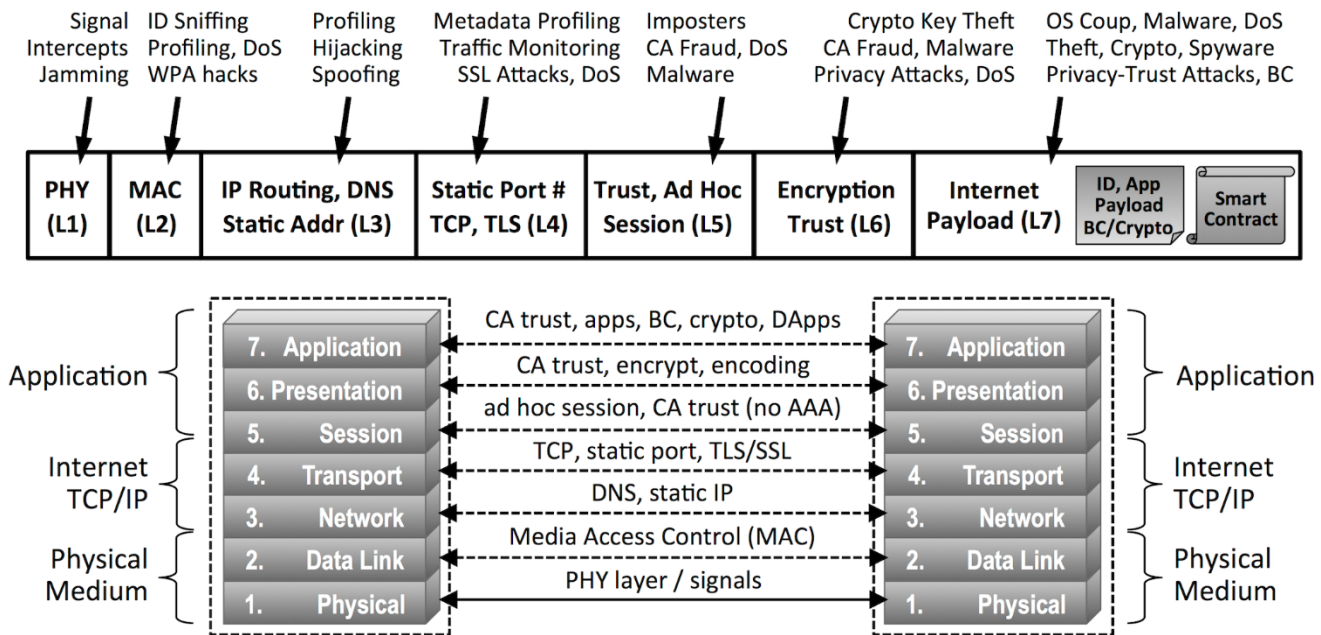 Signal
Intercepts
Jamming
ID Sniffing
Profiling, DoS
WPA hacks
Profiling
Hijacking
Spoofing
Metadata Profiling
Traffic Monitoring
SSL Attacks, DoS
Imposters
CA Fraud, DoS
Malware
Crypto Key Theft
CA Fraud, Malware
Privacy Attacks, DoS
OS Coup, Malware, DoS
Theft, Crypto, Spyware
Privacy-Trust Attacks, BC
PHY
(L1)
MAC
(L2)
IP Routing, DNS
Static Addr (L3)
Static Port #
TCP, TLS (L4)
Trust, Ad Hoc
Session (L5)
Encryption
Trust (L6)
Internet
Payload (L7)
ID, App
Payload
BC/Crypto
Smart
Contract
Application
Internet
TCP/IP
Physical
Medium
7. Application
6. Presentation
5. Session
4. Transport
3. Network
2. Data Link
1. Physical
CA trust, apps, BC, crypto, DApps
CA trust, encrypt, encoding
ad hoc session, CA trust (no AAA)
TCP, static port, TLS/SSL
DNS, static IP
Media Access Control (MAC)
PHY layer / signals
7. Application
6. Presentation
5. Session
4. Transport
3. Network
2. Data Link
1. Physical
Application
Internet
TCP/IP
Physical
Medium